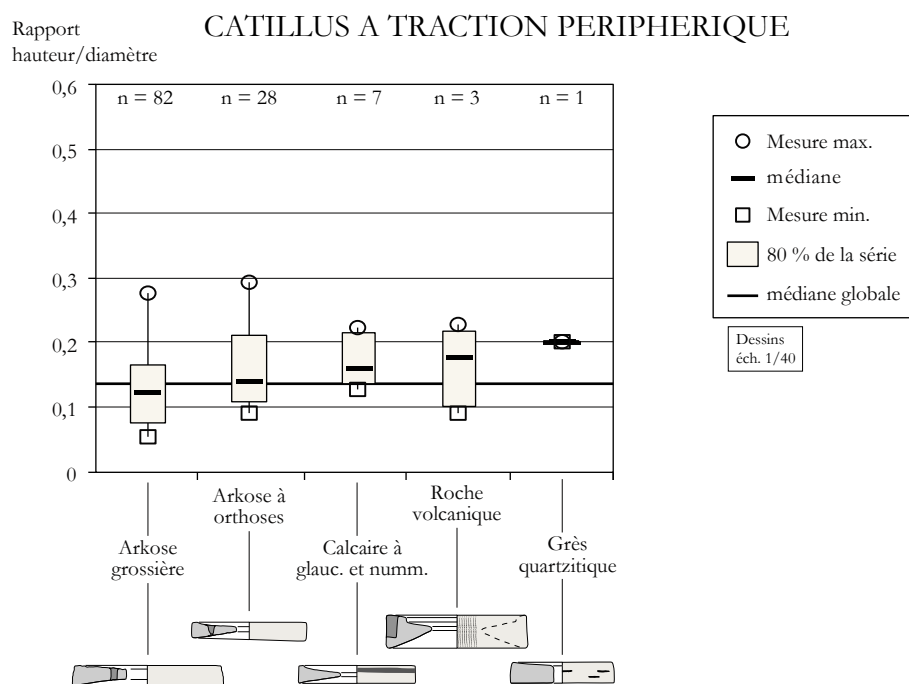 Rapport
hauteur/diamètre
CATILLUS A TRACTION PERIPHERIQUE
0,6
0,5
0,4
0,3
0,2
0,1
0
n = 82
n = 28
n = 7
n = 3
n = 1
Mesure max.
médiane
Mesure min.
80 % de la série
médiane globale
Dessins
éch. 1/40
Arkose
grossière
Arkose à
orthoses
Calcaire à
glauc. et numm.
Roche
volcanique
Grès
quartzitique